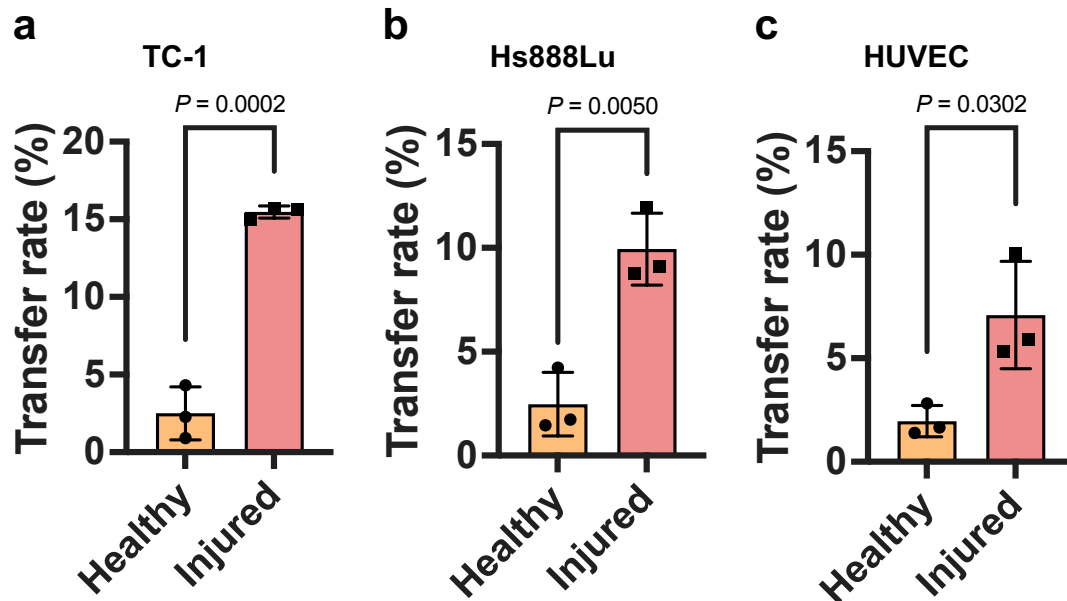 a
TC-1
P = 0.0002
Transfer rate (%)
20
15
10
5
0
Healthy
Injured
b
Hs888Lu
P = 0.0050
Transfer rate (%)
15
10
5
0
Healthy
Injured
c
HUVEC
P = 0.0302
Transfer rate (%)
15
10
5
0
Healthy
Injured